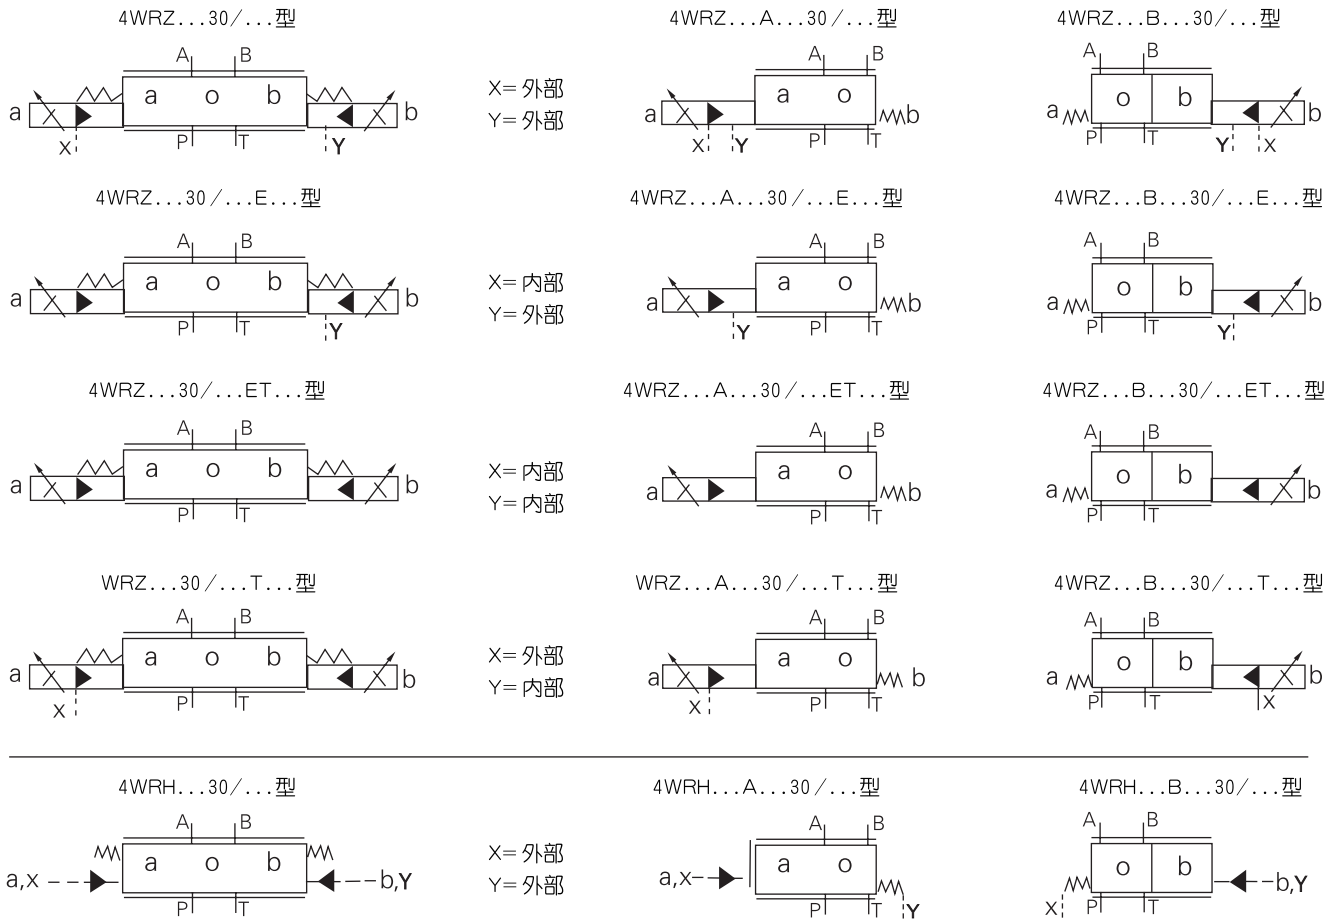 4WRZ...30/...型 4WRZ...A...30/...型 4WRZ...B...30/...型
A B A B A B
a o b X=外部 a o o b
a b Y=外部 a b a b
X P T Y X Y P T P T Y X
4WRZ...30/...E...型 4WRZ...A...30/...E...型 4WRZ...B...30/...E...型
A B A B A B
a o b X=内部 a o o b
a b Y=外部 a b a b
P T Y Y P T P T Y
4WRZ...30/...ET...型 4WRZ...A...30/...ET...型 4WRZ...B...30/...ET...型
A B A B A B
a o b X=内部 a o o b
a b Y=内部 a b a b
P T P T P T
WRZ...30/...T...型 WRZ...A...30/...T...型 4WRZ...B...30/...T...型
A B A B A B
a o b X=外部 a o o b
a b Y=内部 a b a b
X P T X P T P T X
4WRH...30/...型 4WRH...A...30/...型 4WRH...B...30/...型
A B A B A B
a o b X=外部 a o o b
a,x b,Y Y=外部 a,x b,Y
P T P T Y X P T